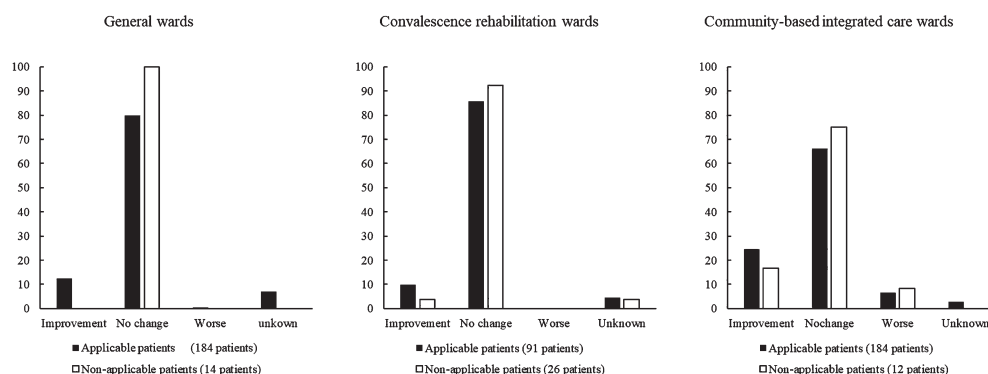 General wards
100
90
80
70
60
50
40
30
20
10
0
Improvement No change Worse unkown
■ Applicable patients (184 patients)
□ Non-applicable patients (14 patients)
Convalescence rehabilitation wards
100
90
80
70
60
50
40
30
20
10
0
Improvement No change Worse Unknown
■ Applicable patients (91 patients)
□ Non-applicable patients (26 patients)
Community-based integrated care wards
100
90
80
70
60
50
40
30
20
10
0
Improvement Nochange Worse Unknown
■ Applicable patients (184 patients)
□ Non-applicable patients (12 patients)